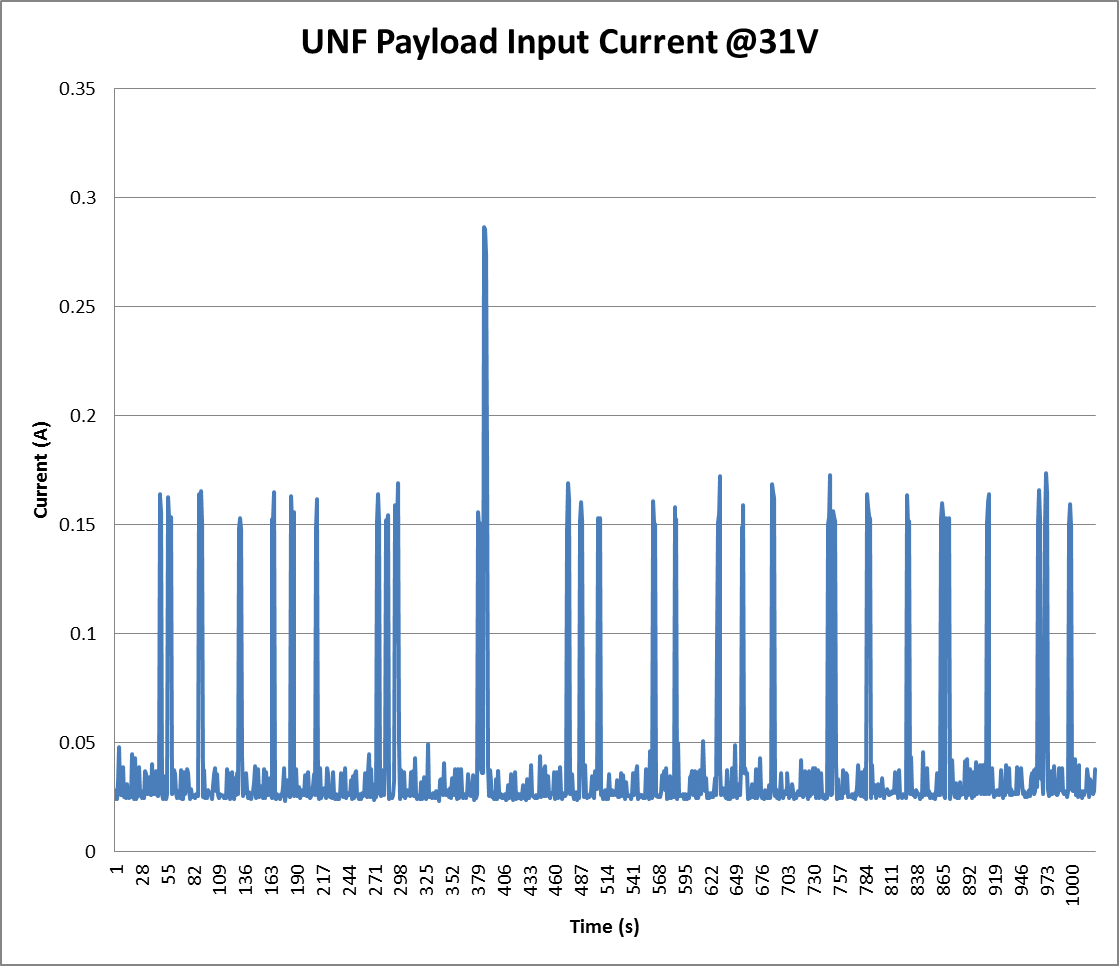 UNF Payload Input Current @31V
0.35
0.3
0.25
0.2
0.15
0.1
0.05
0
Current (A)
1 28 55 82 109 136 163 190 217 244 271 298 325 352 379 406 433 460 487 514 541 568 595 622 649 676 703 730 757 784 811 838 865 892 919 946 973 1000
Time (s)